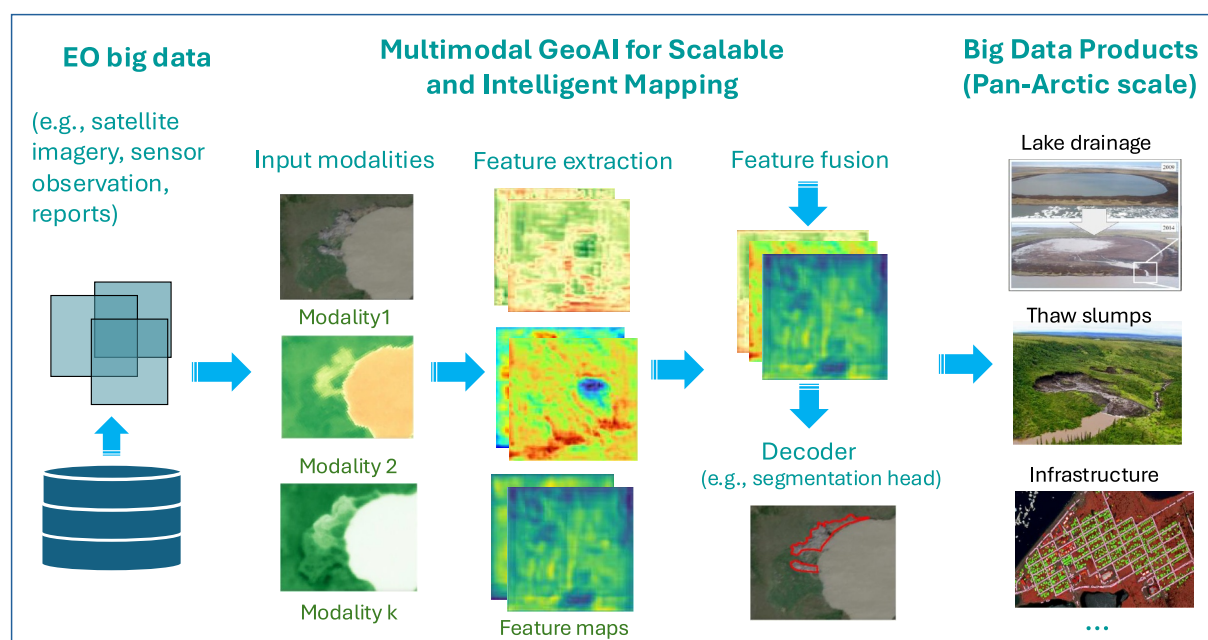 EO big data
(e.g., satellite
imagery, sensor
observation,
reports)
Multimodal GeoAI for Scalable
and Intelligent Mapping
Input modalities
Modality1
Modality 2
Modality k
Feature extraction
Feature maps
Feature fusion
Decoder
(e.g., segmentation head)
Big Data Products
(Pan-Arctic scale)
Lake drainage
2014
Thaw slumps
Infrastructure
...